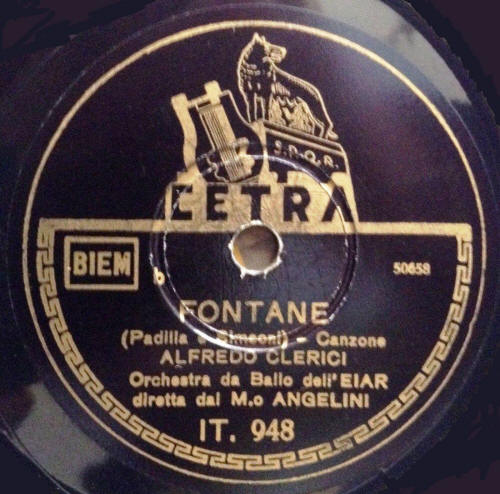 S.P.Q.R.
CETRA
BIEM
50658
b
FONTANE
(Padilla e Simeoni) - Canzone
ALFREDO CLERICI
Orchestra da Ballo dell'EIAR
diretta dal M.o ANGELINI
IT. 948